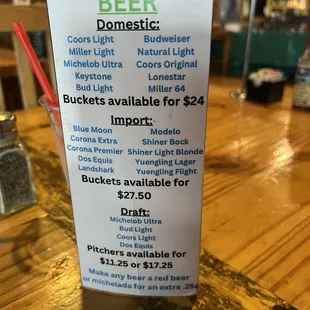 BEER
Domestic:
Coors Light Budweiser
Miller Light Natural Light
Michelob Ultra Coors Original
Keystone Lonestar
Bud Light Miller 64
Buckets available for $24
Import:
Blue Moon Modelo
Corona Extra Shiner Bock
Corona Premier Shiner Light Blonde
Dos Equis Yuengling Lager
Landshark Yuengling Flight
Buckets available for
$27.50
Draft:
Michelob Ultra
Bud Light
Coors Light
Dos Equis
Pitchers available for
$11.25 or $17.25
Make any beer a red beer
or michelada for an extra .25¢